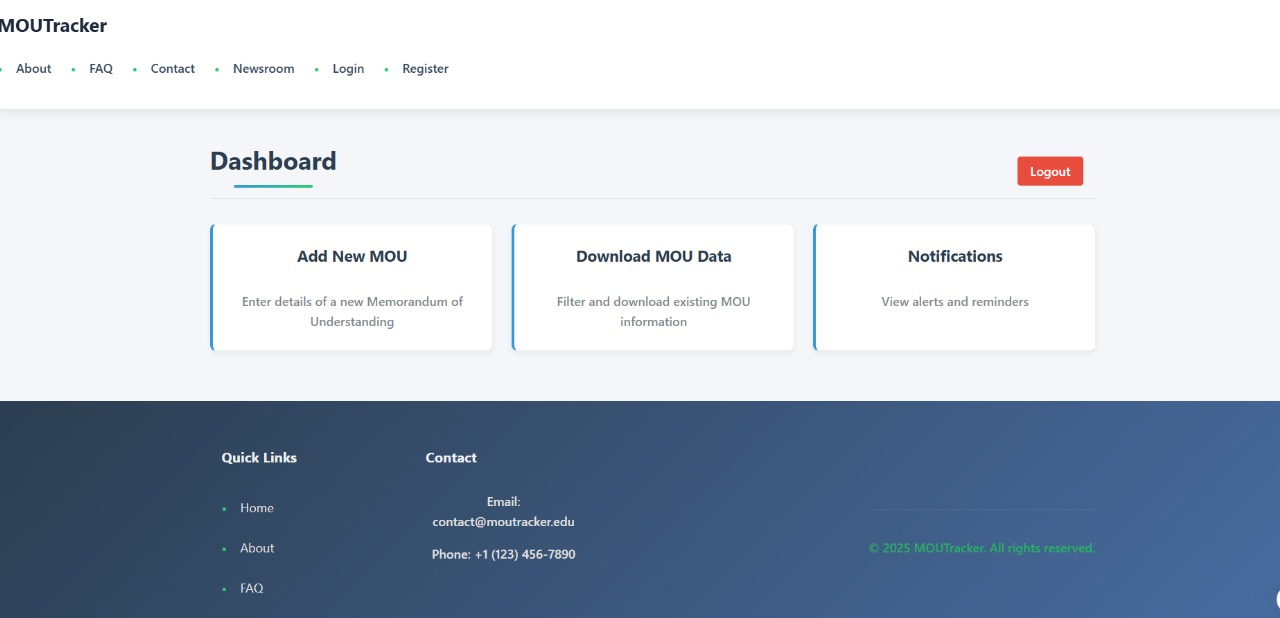 MOUTracker
About
FAQ
Contact
Newsroom
Login
Register
Dashboard
Logout
Add New MOU
Enter details of a new Memorandum of
Understanding
Download MOU Data
Filter and download existing MOU
information
Notifications
View alerts and reminders
Quick Links
Home
About
FAQ
Contact
Email:
contact@moutracker.edu
Phone: +1 (123) 456-7890
© 2025 MOUTracker. All rights reserved.